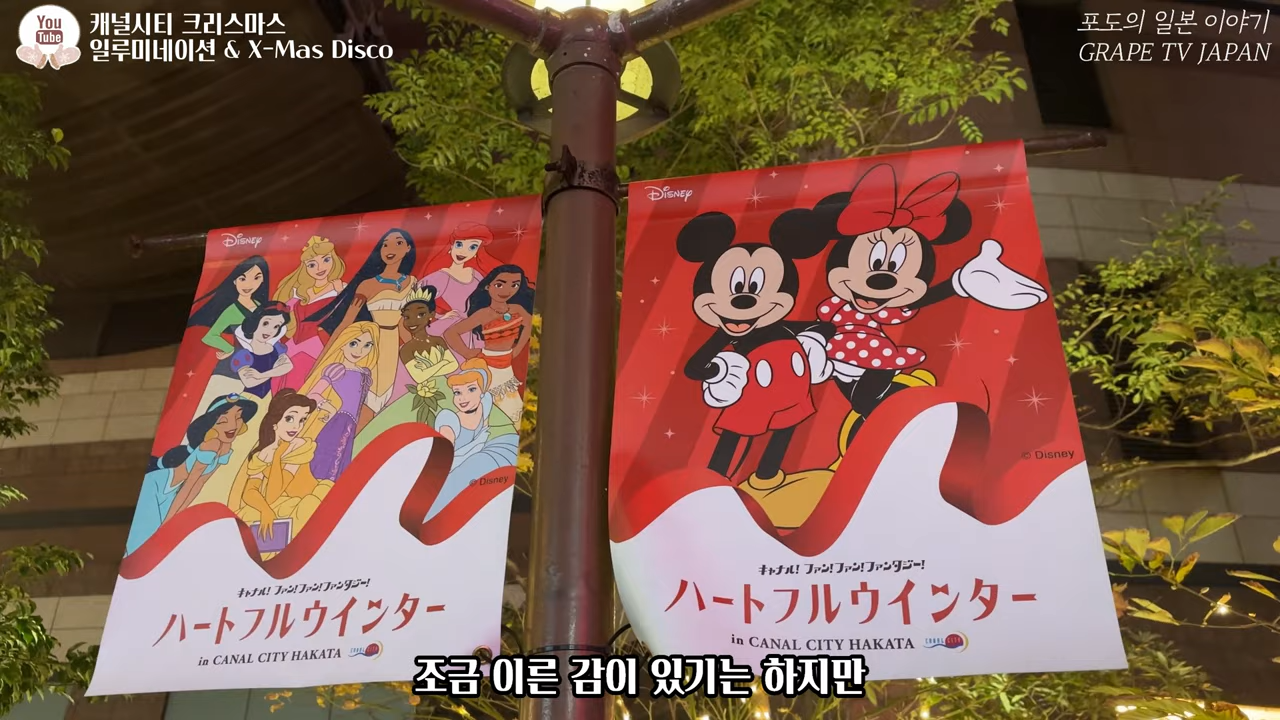 You
Tube
캐널시티 크리스마스
일루미네이션 & X-Mas Disco
포도의 일본 이야기
GRAPE TV JAPAN
Disney
© Disney
キャナル! ファン!ファン!ファンタジー!
ハートフルウインター
in CANAL CITY HAKATA
CANAL CITY
Disney
© Disney
キャナル! ファン!ファン!ファンタジー!
ハートフルウインター
in CANAL CITY HAKATA
CANAL CITY
조금 이른 감이 있기는 하지만